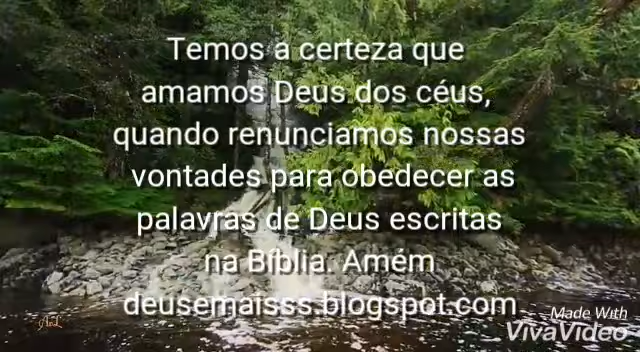 Temos a certeza que
amamos Deus dos céus,
quando renunciamos nossas
vontades para obedecer as
palavras de Deus escritas
na Bíblia. Amém
deusemaisss.blogspot.com
Made With
VivaVideo